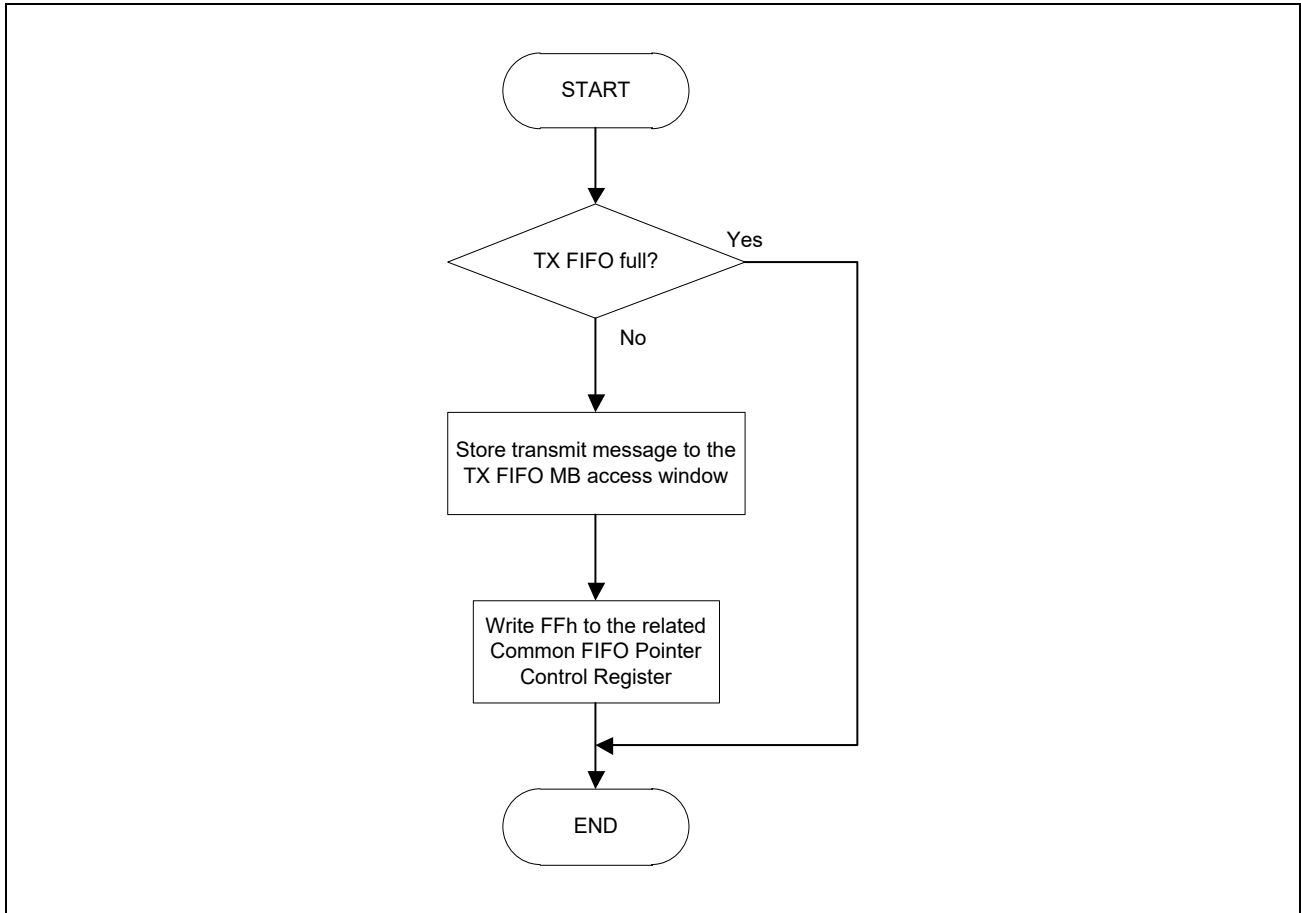 START
TX FIFO full?
Yes
No
Store transmit message to the
TX FIFO MB access window
Write FFh to the related
Common FIFO Pointer
Control Register
END